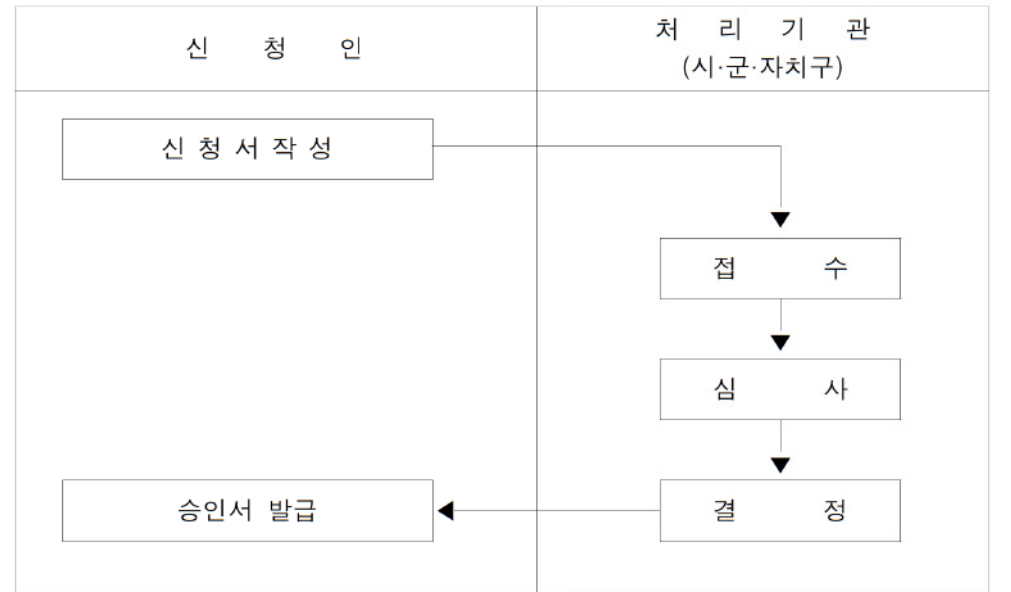 신 청 인
처 리 기 관
(시·군·자치구)
신 청 서 작 성
접 수
심 사
승인서 발급
결 정